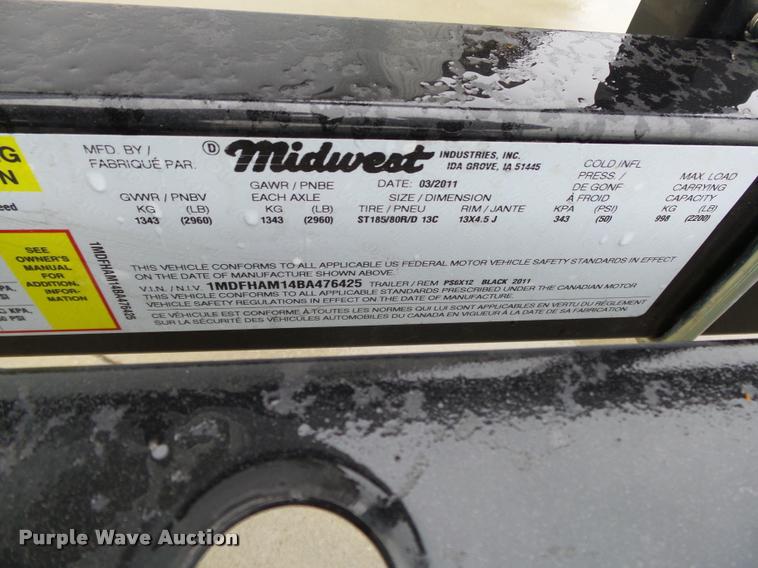 G
N
eed
SEE
OWNER'S
MANUAL
FOR
ADDITION.
INFOR-
MATION
PA.
PSI
KPA.
PSI
1MDFHAM14BA476425
MFD. BY /
FABRIQUÉ PAR.
D Midwest INDUSTRIES, INC.
IDA GROVE, IA 51445
GVWR / PNBV
KG (LB)
1343 (2960)
GAWR / PNBE
EACH AXLE
KG (LB)
1343 (2960)
DATE: 03/2011
SIZE / DIMENSION
TIRE / PNEU RIM / JANTE
ST185/80R/D 13C 13X4.5 J
COLD INFL
PRESS. /
DE GONF
À FROID
KPA (PSI)
343 (50)
MAX. LOAD
CARRYING
CAPACITY
KG (LB)
998 (2200)
THIS VEHICLE CONFORMS TO ALL APPLICABLE US FEDERAL MOTOR VEHICLE SAFETY STANDARDS IN EFFECT
ON THE DATE OF MANUFACTURE SHOWN ABOVE.
V.I.N. / N.I.V. 1MDFHAM14BA476425 TRAILER / REM PS6X12 BLACK 2011
THIS VEHICLE CONFORMS TO ALL APPLICABLE STANDARDS PRESCRIBED UNDER THE CANADIAN MOTOR
VEHICLE SAFETY REGULATIONS IN EFFECT ON THE DATE OF MANUFACTURE.
CE VÉHICULE EST CONFORME À TOUTES LES NORMES QUI LUI SONT APPLICABLES EN VERTU DU RÉGLEMENT
SUR LA SÉCURITÉ DES VÉHICULES AUTOMOBILES DU CANADA EN VIGUEUR À LA DATE DE SA FABRICATION.
Purple Wave Auction